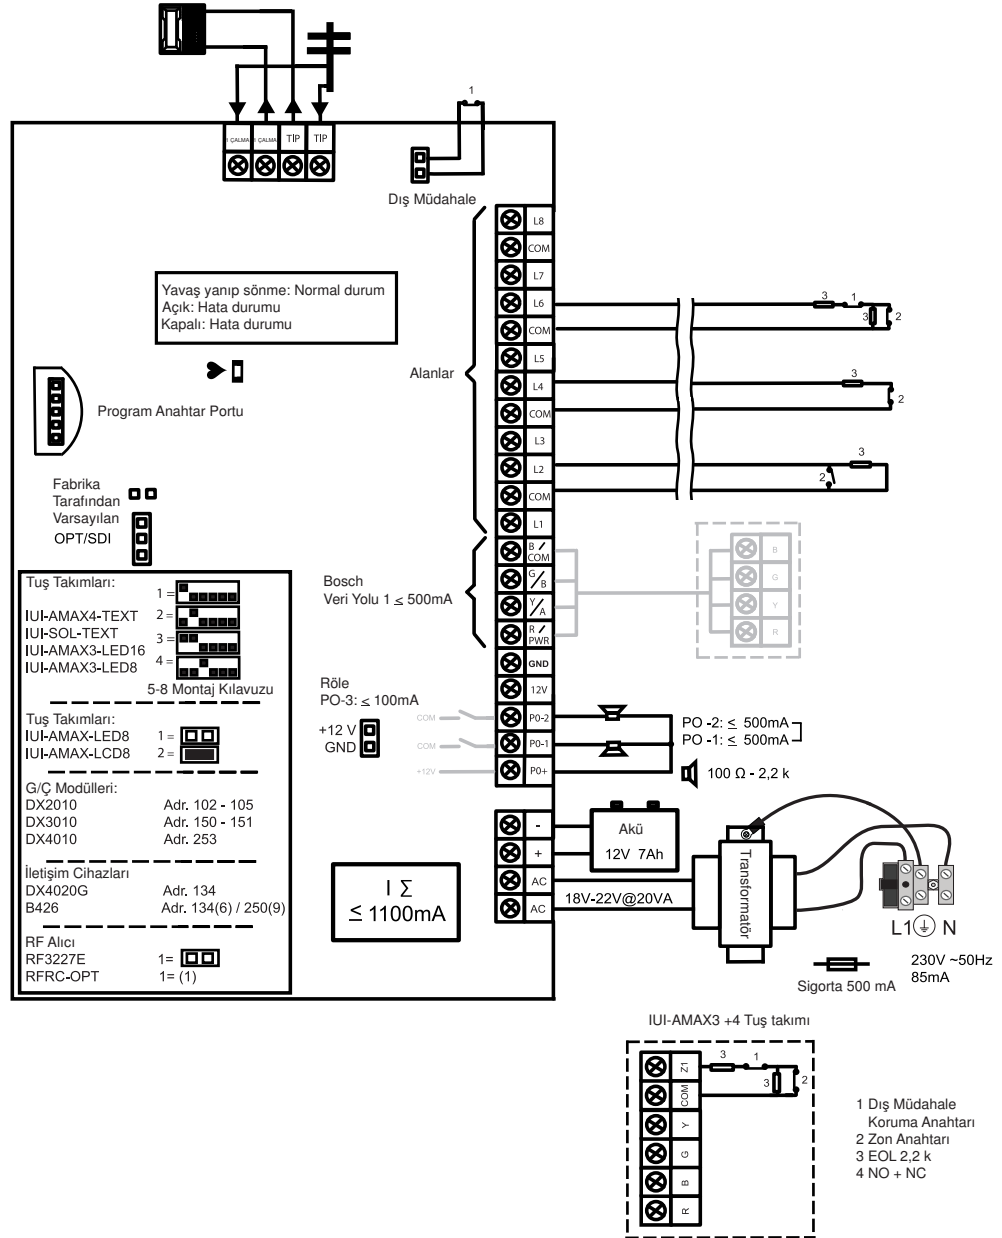 1 ÇALMA
1 ÇALMA
TİP
TİP
1
Dış Müdahale
L8
COM
L7
L6
COM
L5
L4
COM
L3
L2
COM
L1
B / COM
G / B
Y / A
R / PWR
GND
12V
P0-2
P0-1
P0+
-
+
AC
AC
Yavaş yanıp sönme: Normal durum
Açık: Hata durumu
Kapalı: Hata durumu
Alanlar
Program Anahtar Portu
Fabrika
Tarafından
Varsayılan
OPT/SDI
3
1
3
2
3
2
3
2
B
G
Y
R
Bosch
Veri Yolu 1 ≤ 500mA
Röle
PO-3: ≤ 100mA
+12 V
GND
COM
COM
+12V
PO -2: ≤ 500mA
PO -1: ≤ 500mA
100 Ω - 2,2 k
Tuş Takımları:
1 =
IUI-AMAX4-TEXT 2 =
IUI-SOL-TEXT
IUI-AMAX3-LED16 3 =
IUI-AMAX3-LED8 4 =
5-8 Montaj Kılavuzu
Tuş Takımları:
IUI-AMAX-LED8 1 =
IUI-AMAX-LCD8 2 =
G/Ç Modülleri:
DX2010 Adr. 102 - 105
DX3010 Adr. 150 - 151
DX4010 Adr. 253
İletişim Cihazları
DX4020G Adr. 134
B426 Adr. 134(6) / 250(9)
RF Alıcı
RF3227E 1=
RFRC-OPT 1= (1)
I Σ
≤ 1100mA
Akü
12V 7Ah
18V-22V@20VA
Transformatör
L1 N
230V ~50Hz
85mA
Sigorta 500 mA
IUI-AMAX3 +4 Tuş takımı
Z1
COM
Y
G
B
R
3
1
3
2
1 Dış Müdahale
Koruma Anahtarı
2 Zon Anahtarı
3 EOL 2,2 k
4 NO + NC